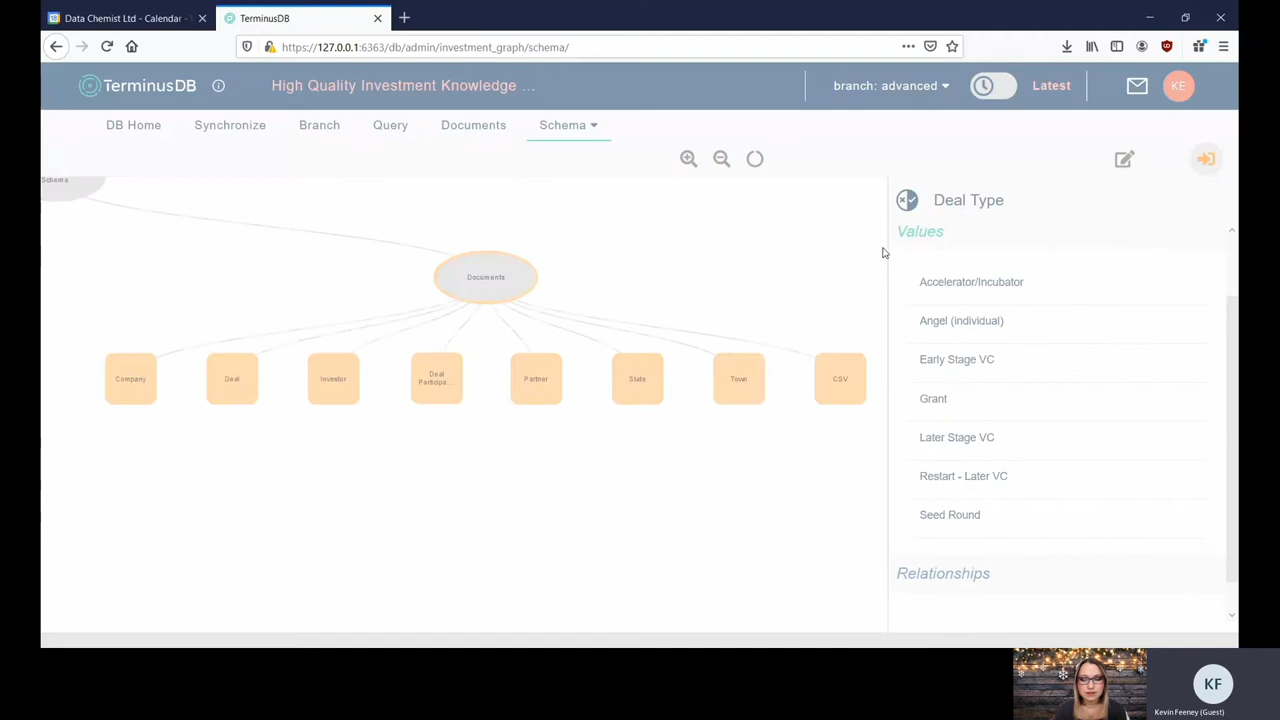 Data Chemist Ltd - Calendar -
TerminusDB
https://127.0.0.1:6363/db/admin/investment_graph/schema/
TerminusDB
High Quality Investment Knowledge ...
branch: advanced
Latest
KE
DB Home
Synchronize
Branch
Query
Documents
Schema
Schema
Deal Type
Values
Documents
Accelerator/Incubator
Angel (individual)
Early Stage VC
Company
Deal
Investor
Deal
Participa...
Partner
State
Town
CSV
Grant
Later Stage VC
Restart - Later VC
Seed Round
Relationships
KF
Kevin Feeney (Guest)